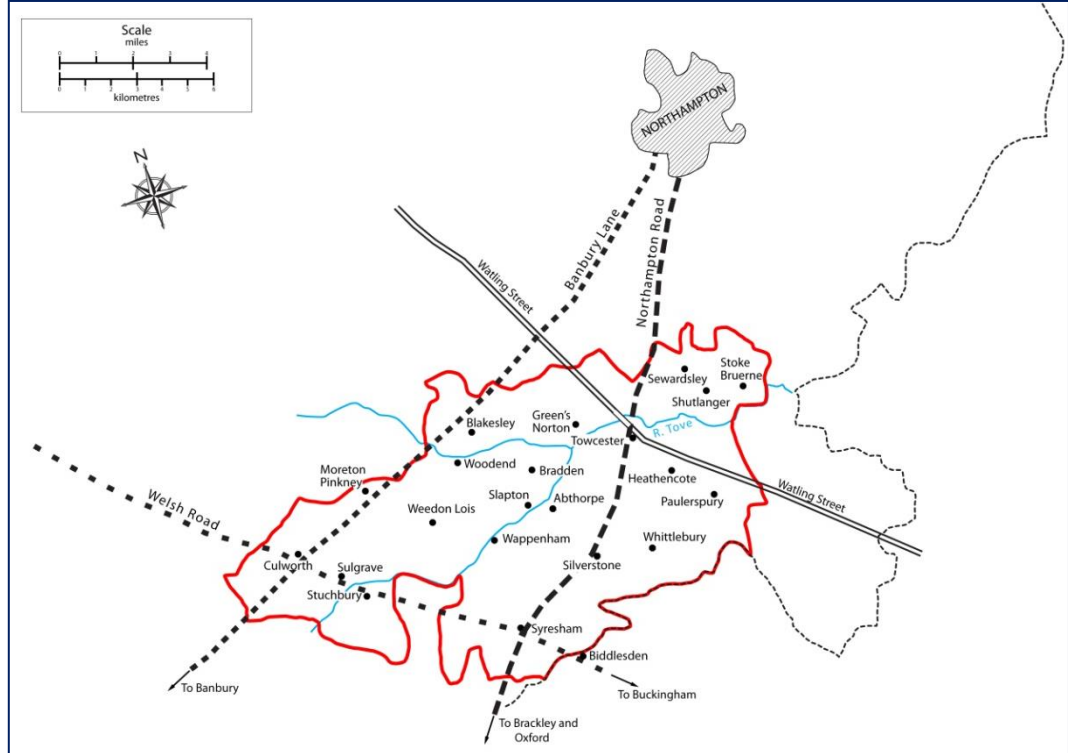 Scale
miles
0 1 2 3 4
0 1 2 3 4 5 6
kilometres
N
NORTHAMPTON
Banbury Lane
Northampton Road
Watling Street
Stoke
Bruerne
Sewardsley
Shutlanger
Green's
Norton
Blakesley
R. Tove
Towcester
Woodend
Bradden
Heathencote
Moreton
Pinkney
Paulerspury
Watling Street
Slapton
Abthorpe
Weedon Lois
Welsh Road
Wappenham
Whittlebury
Culworth
Sulgrave
Silverstone
Stuchbury
Syresham
Biddlesden
To Banbury
To Buckingham
To Brackley and
Oxford